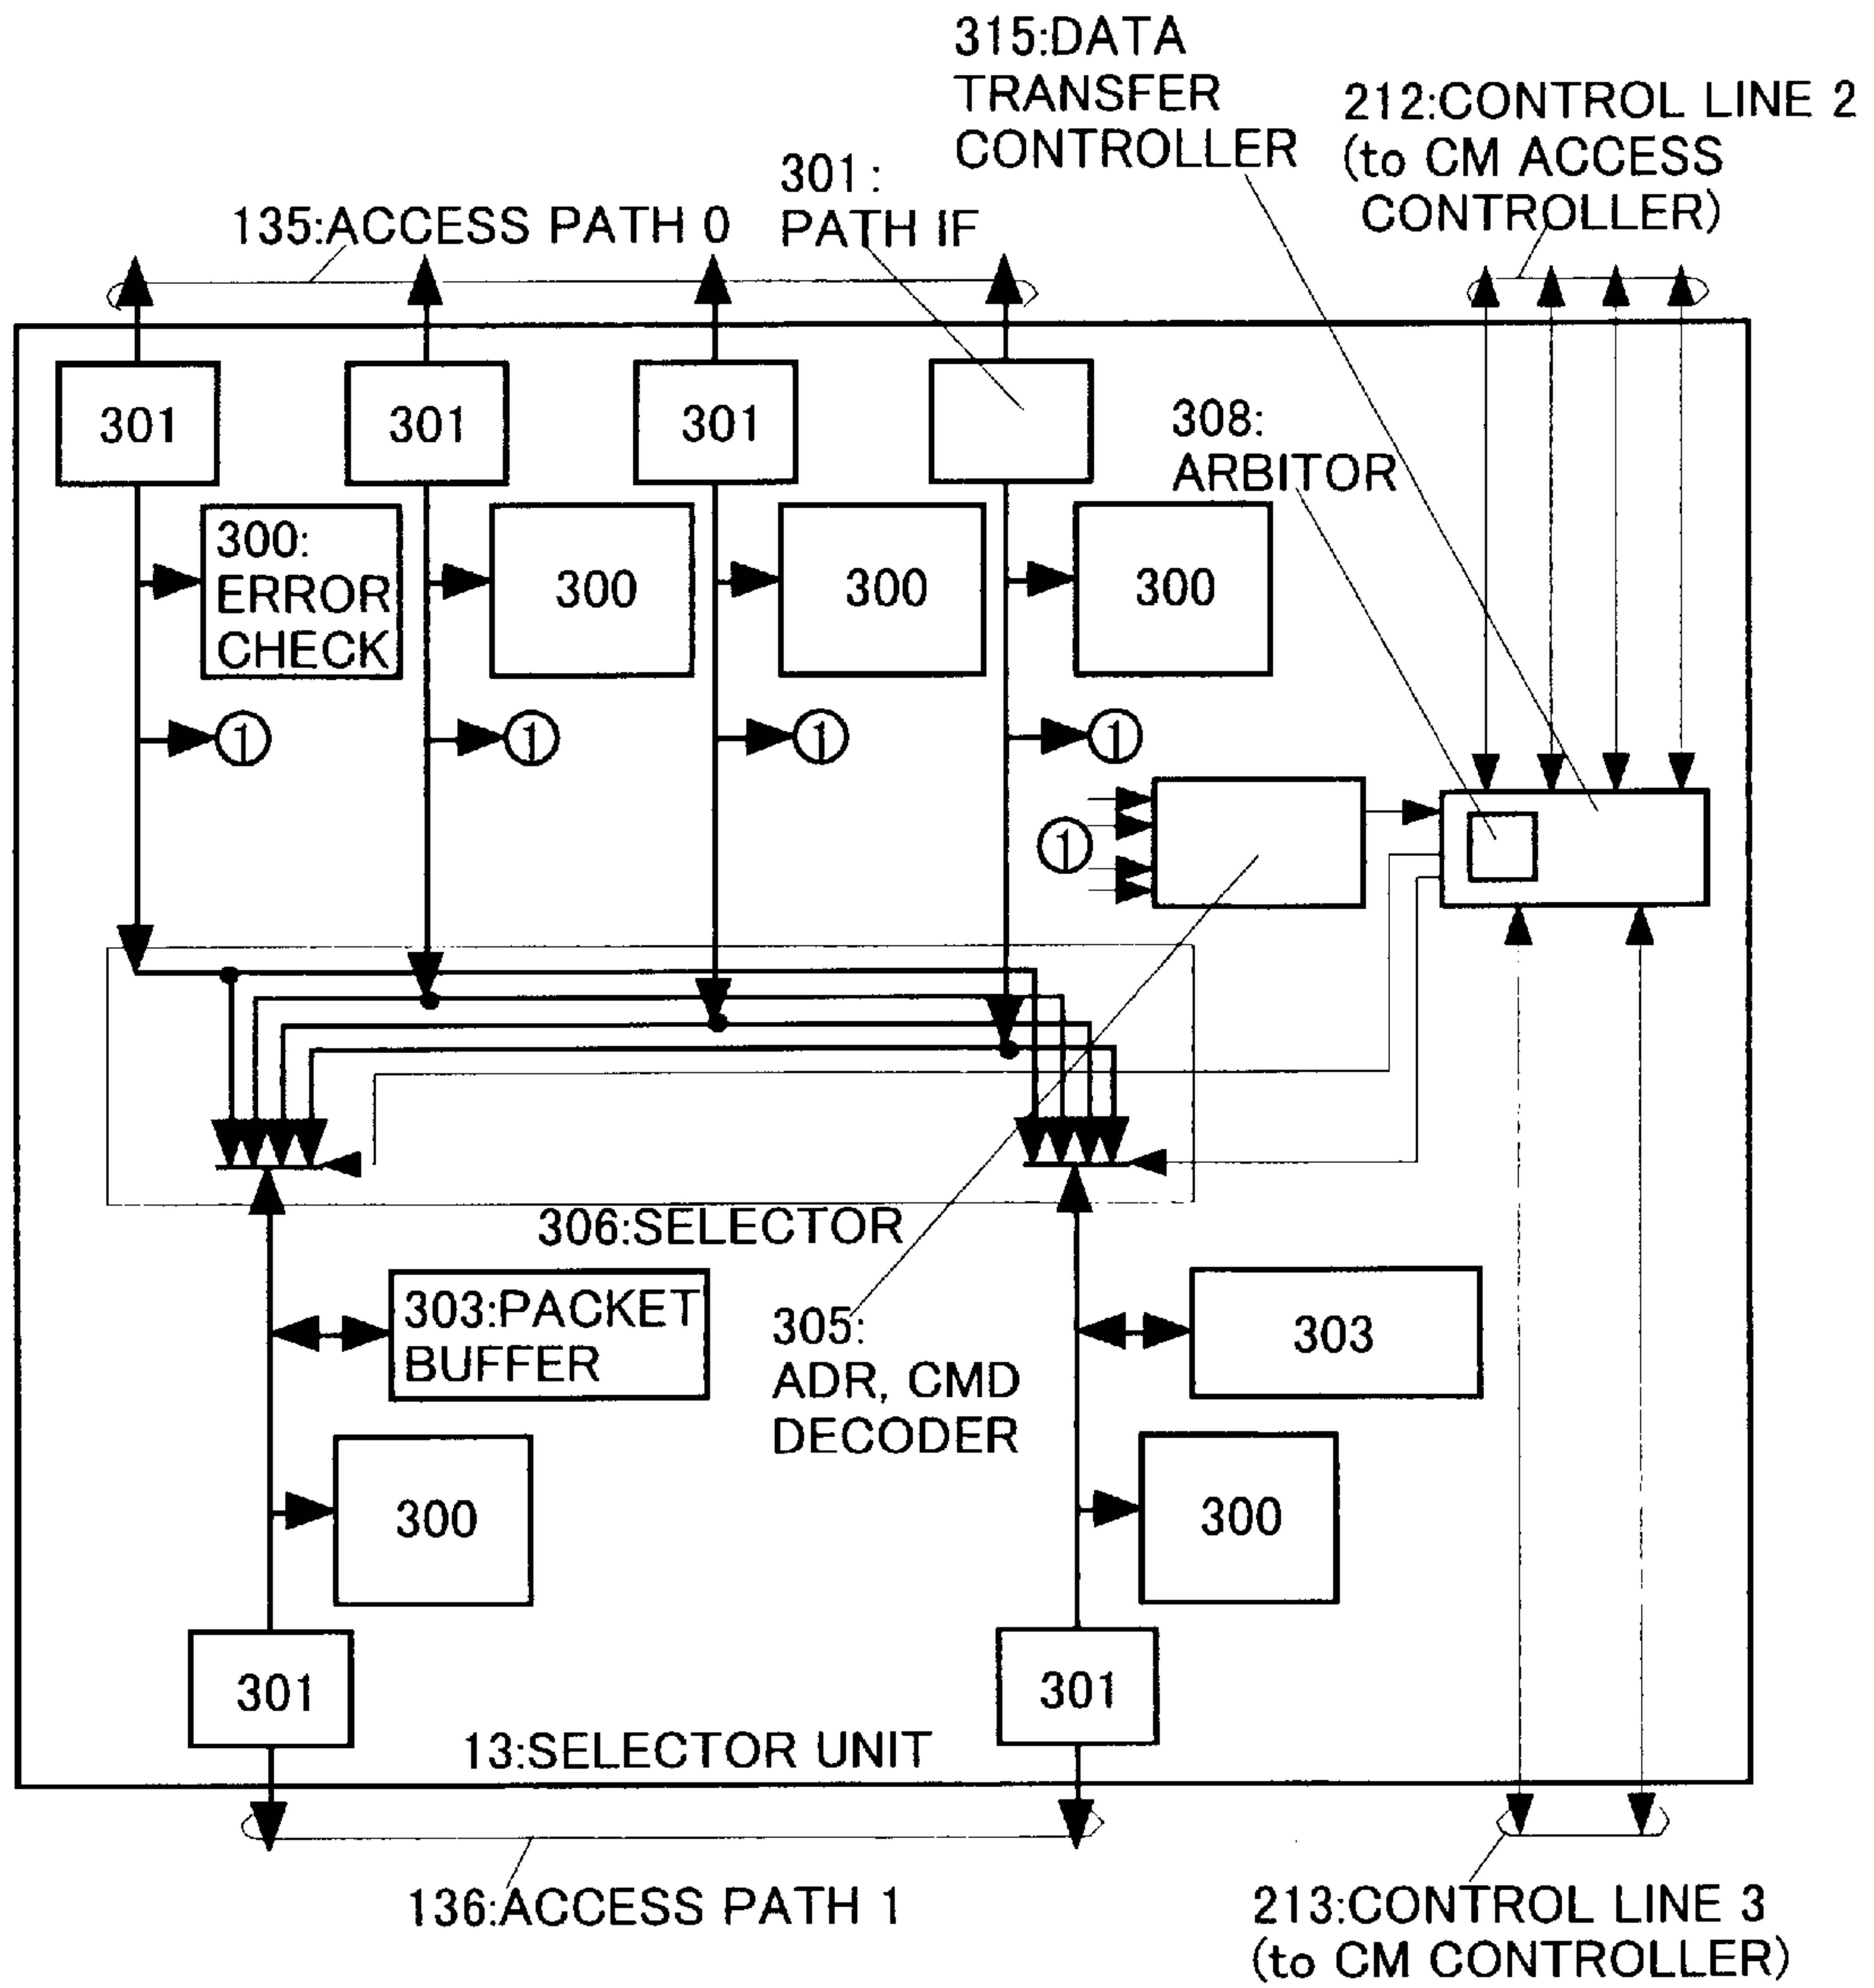 315:DATA
TRANSFER
CONTROLLER
212:CONTROL LINE 2
(to CM ACCESS
CONTROLLER)
301:
PATH IF
135:ACCESS PATH 0
301
301
301
308:
ARBITOR
300:
ERROR
CHECK
300
300
300
①
①
①
①
①
306:SELECTOR
303:PACKET
BUFFER
305:
ADR, CMD
DECODER
303
300
300
301
301
13:SELECTOR UNIT
136:ACCESS PATH 1
213:CONTROL LINE 3
(to CM CONTROLLER)